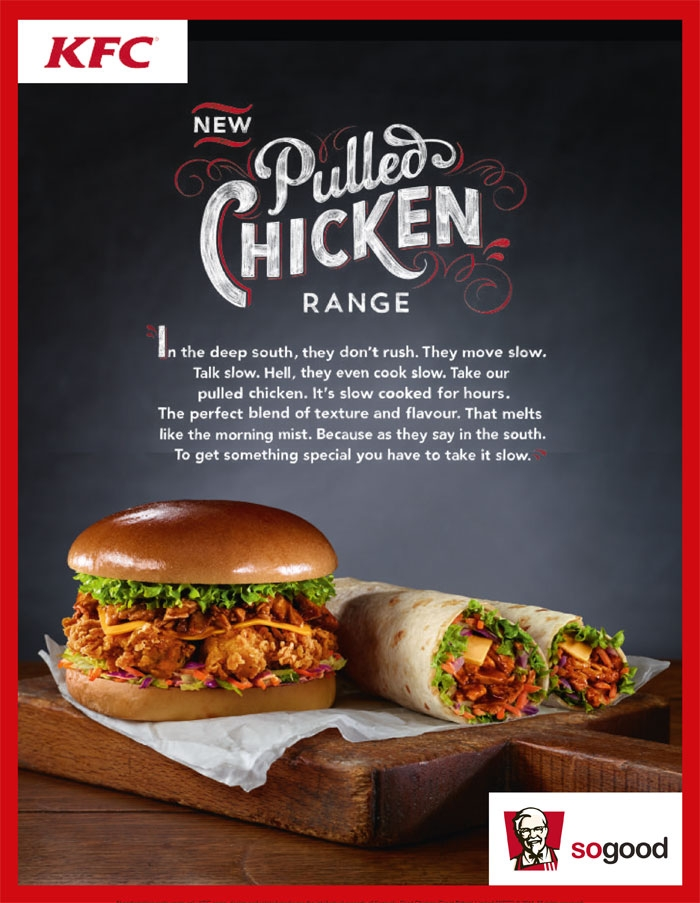 KFC
NEW
Pulled
CHICKEN
RANGE
In the deep south, they don't rush. They move slow.
Talk slow. Hell, they even cook slow. Take our
pulled chicken. It's slow cooked for hours.
The perfect blend of texture and flavour. That melts
like the morning mist. Because as they say in the south.
To get something special you have to take it slow.
KFC
sogood